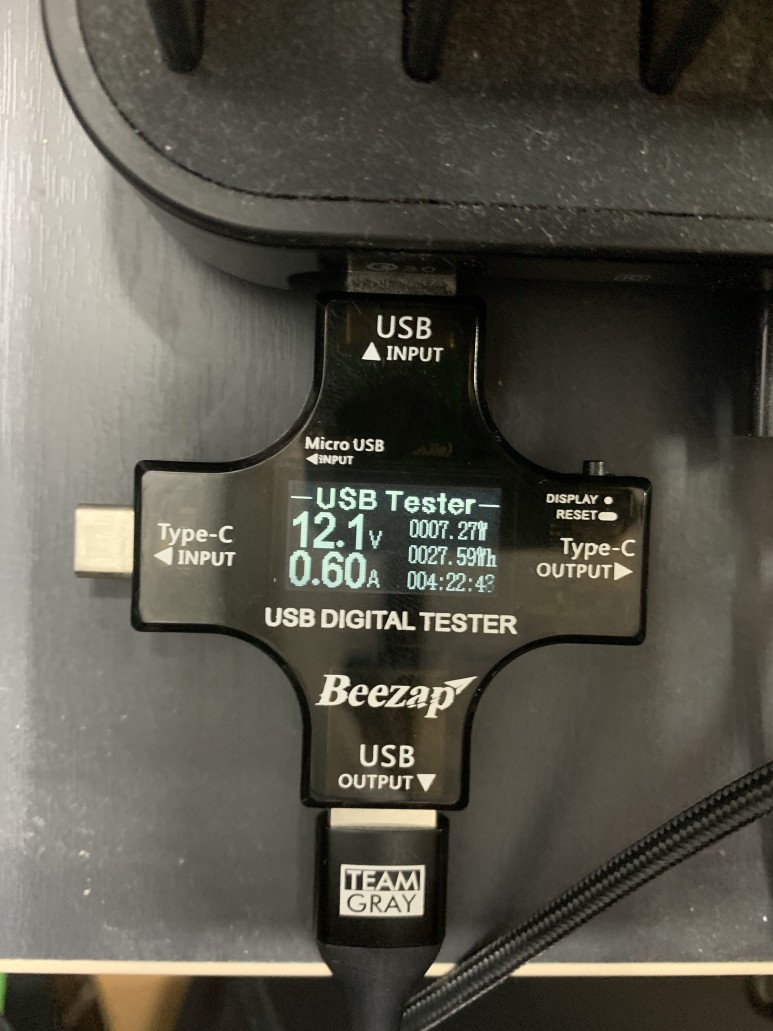 USB
▲ INPUT
Micro USB
◀INPUT
DISPLAY ●
RESET
—USB Tester—
12.1V
0007.27W
0.60A
0027.59Wh
004:22:43
Type-C
◀ INPUT
Type-C
OUTPUT▶
USB DIGITAL TESTER
Beezap
USB
OUTPUT▼
TEAM
GRAY